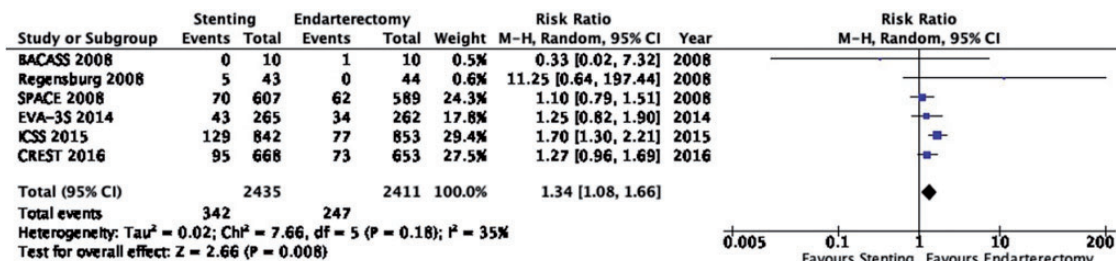 Stenting Endarterectomy Risk Ratio Risk Ratio
Study or Subgroup Events Total Events Total Weight M-H, Random, 95% CI Year M-H, Random, 95% CI
BACASS 2008 0 10 1 10 0.5% 0.33 [0.02, 7.32] 2008
Regensburg 2008 5 43 0 44 0.6% 11.25 [0.64, 197.44] 2008
SPACE 2008 70 607 62 589 24.3% 1.10 [0.79, 1.51] 2008
EVA-3S 2014 43 265 34 262 17.8% 1.25 [0.82, 1.90] 2014
ICSS 2015 129 842 77 853 29.4% 1.70 [1.30, 2.21] 2015
CREST 2016 95 668 73 653 27.5% 1.27 [0.96, 1.69] 2016
Total (95% CI) 2435 2411 100.0% 1.34 [1.08, 1.66]
Total events 342 247
Heterogeneity: Tau² = 0.02; Chi² = 7.66, df = 5 (P = 0.18); I² = 35%
Test for overall effect: Z = 2.66 (P = 0.008)
0.005 0.1 1 10 200
Favours Stenting Favours Endarterectomy